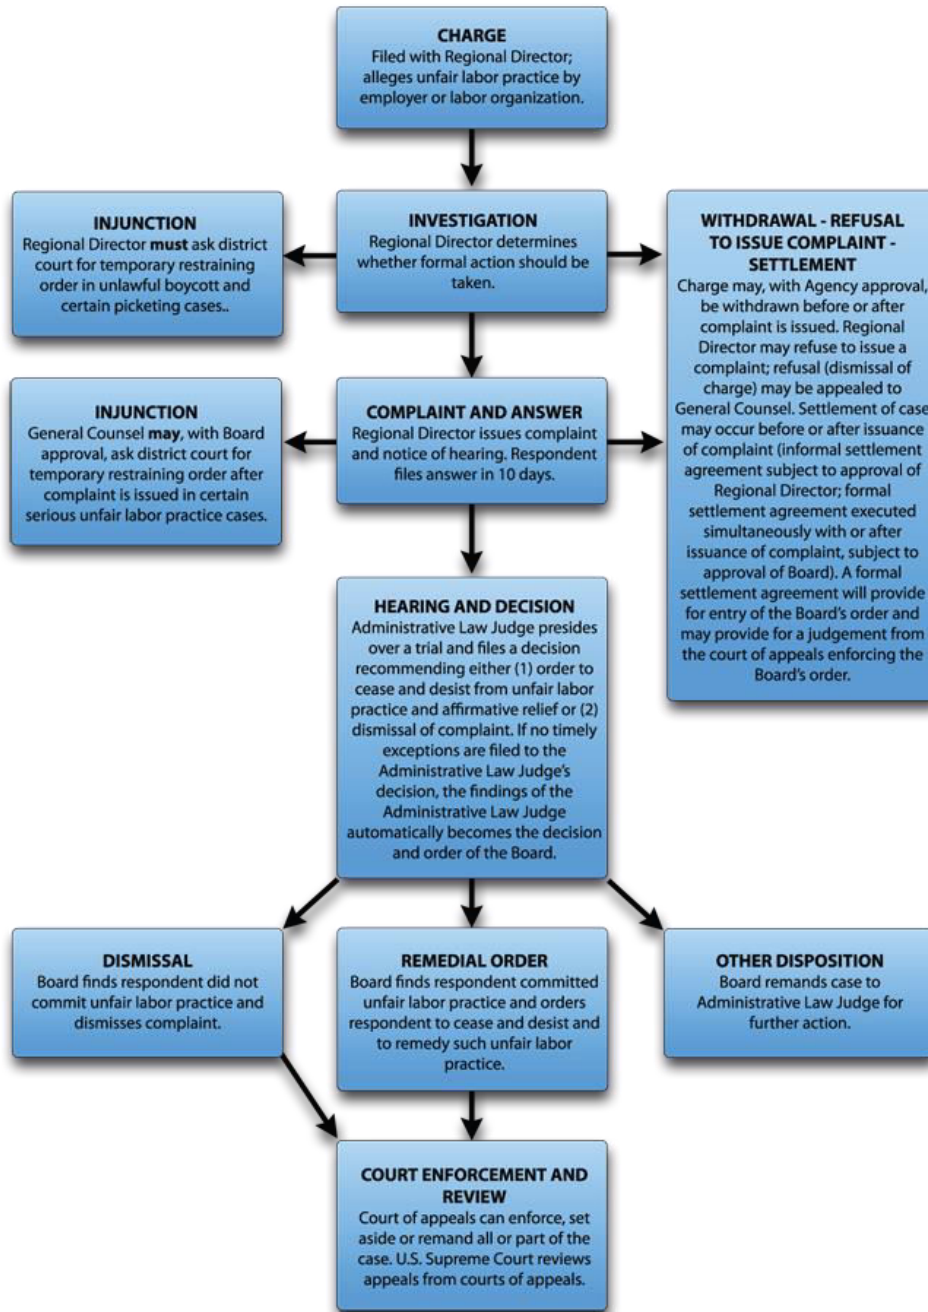 CHARGE
Filed with Regional Director;
alleges unfair labor practice by
employer or labor organization.
INJUNCTION
Regional Director must ask district
court for temporary restraining
order in unlawful boycott and
certain picketing cases..
INVESTIGATION
Regional Director determines
whether formal action should be
taken.
WITHDRAWAL - REFUSAL
TO ISSUE COMPLAINT -
SETTLEMENT
Charge may, with Agency approval,
be withdrawn before or after
complaint is issued. Regional
Director may refuse to issue a
complaint; refusal (dismissal of
charge) may be appealed to
General Counsel. Settlement of case
may occur before or after issuance
of complaint (informal settlement
agreement subject to approval of
Regional Director; formal
settlement agreement executed
simultaneously with or after
issuance of complaint, subject to
approval of Board). A formal
settlement agreement will provide
for entry of the Board's order and
may provide for a judgement from
the court of appeals enforcing the
Board's order.
INJUNCTION
General Counsel may, with Board
approval, ask district court for
temporary restraining order after
complaint is issued in certain
serious unfair labor practice cases.
COMPLAINT AND ANSWER
Regional Director issues complaint
and notice of hearing. Respondent
files answer in 10 days.
HEARING AND DECISION
Administrative Law Judge presides
over a trial and files a decision
recommending either (1) order to
cease and desist from unfair labor
practice and affirmative relief or (2)
dismissal of complaint. If no timely
exceptions are filed to the
Administrative Law Judge's
decision, the findings of the
Administrative Law Judge
automatically becomes the decision
and order of the Board.
DISMISSAL
Board finds respondent did not
commit unfair labor practice and
dismisses complaint.
REMEDIAL ORDER
Board finds respondent committed
unfair labor practice and orders
respondent to cease and desist and
to remedy such unfair labor
practice.
OTHER DISPOSITION
Board remands case to
Administrative Law Judge for
further action.
COURT ENFORCEMENT AND
REVIEW
Court of appeals can enforce, set
aside or remand all or part of the
case. U.S. Supreme Court reviews
appeals from courts of appeals.